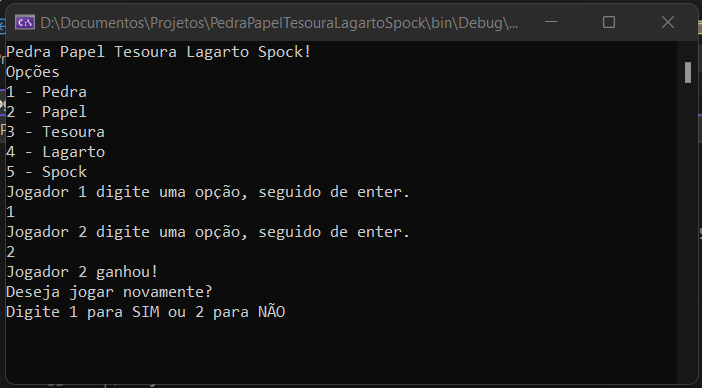 D:\Documentos\Projetos\PedraPapelTesouraLagartoSpock\bin\Debug\...
Pedra Papel Tesoura Lagarto Spock!
Opções
1 - Pedra
2 - Papel
3 - Tesoura
4 - Lagarto
5 - Spock
Jogador 1 digite uma opção, seguido de enter.
1
Jogador 2 digite uma opção, seguido de enter.
2
Jogador 2 ganhou!
Deseja jogar novamente?
Digite 1 para SIM ou 2 para NÃO